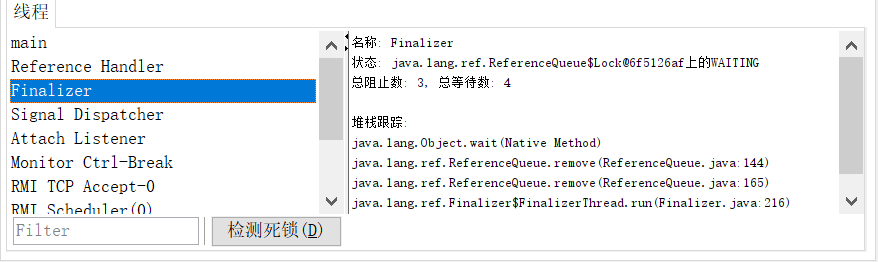 线程
main
Reference Handler
Finalizer
Signal Dispatcher
Attach Listener
Monitor Ctrl-Break
RMI TCP Accept-0
RMI Scheduler(0)
Filter
检测死锁(D)
名称: Finalizer
状态: java.lang.ref.ReferenceQueue$Lock@6f5126af上的WAITING
总阻止数: 3, 总等待数: 4
堆栈跟踪:
java.lang.Object.wait(Native Method)
java.lang.ref.ReferenceQueue.remove(ReferenceQueue.java:144)
java.lang.ref.ReferenceQueue.remove(ReferenceQueue.java:165)
java.lang.ref.Finalizer$FinalizerThread.run(Finalizer.java:216)